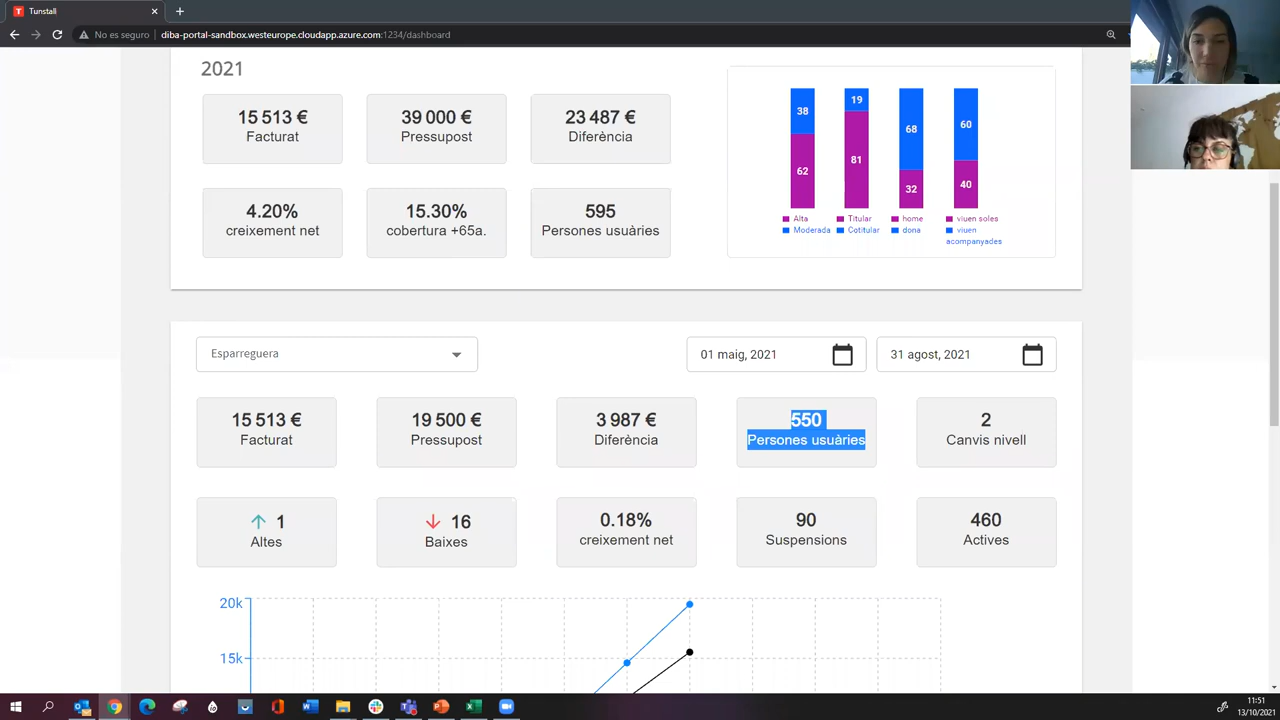 Tunstall
No es seguro
diba-portal-sandbox.westeurope.cloudapp.azure.com:1234/dashboard
2021
15 513 €
Facturat
39 000 €
Pressupost
23 487 €
Diferència
4.20%
creixement net
15.30%
cobertura +65a.
595
Persones usuàries
38
62
19
81
68
32
60
40
Alta
Moderada
Titular
Cotitular
home
dona
viuen soles
viuen
acompanyades
Esparreguera
01 maig, 2021
31 agost, 2021
15 513 €
Facturat
19 500 €
Pressupost
3 987 €
Diferència
550
Persones usuàries
2
Canvis nivell
1
Altes
16
Baixes
0.18%
creixement net
90
Suspensions
460
Actives
20k
15k
11:51
13/10/2021